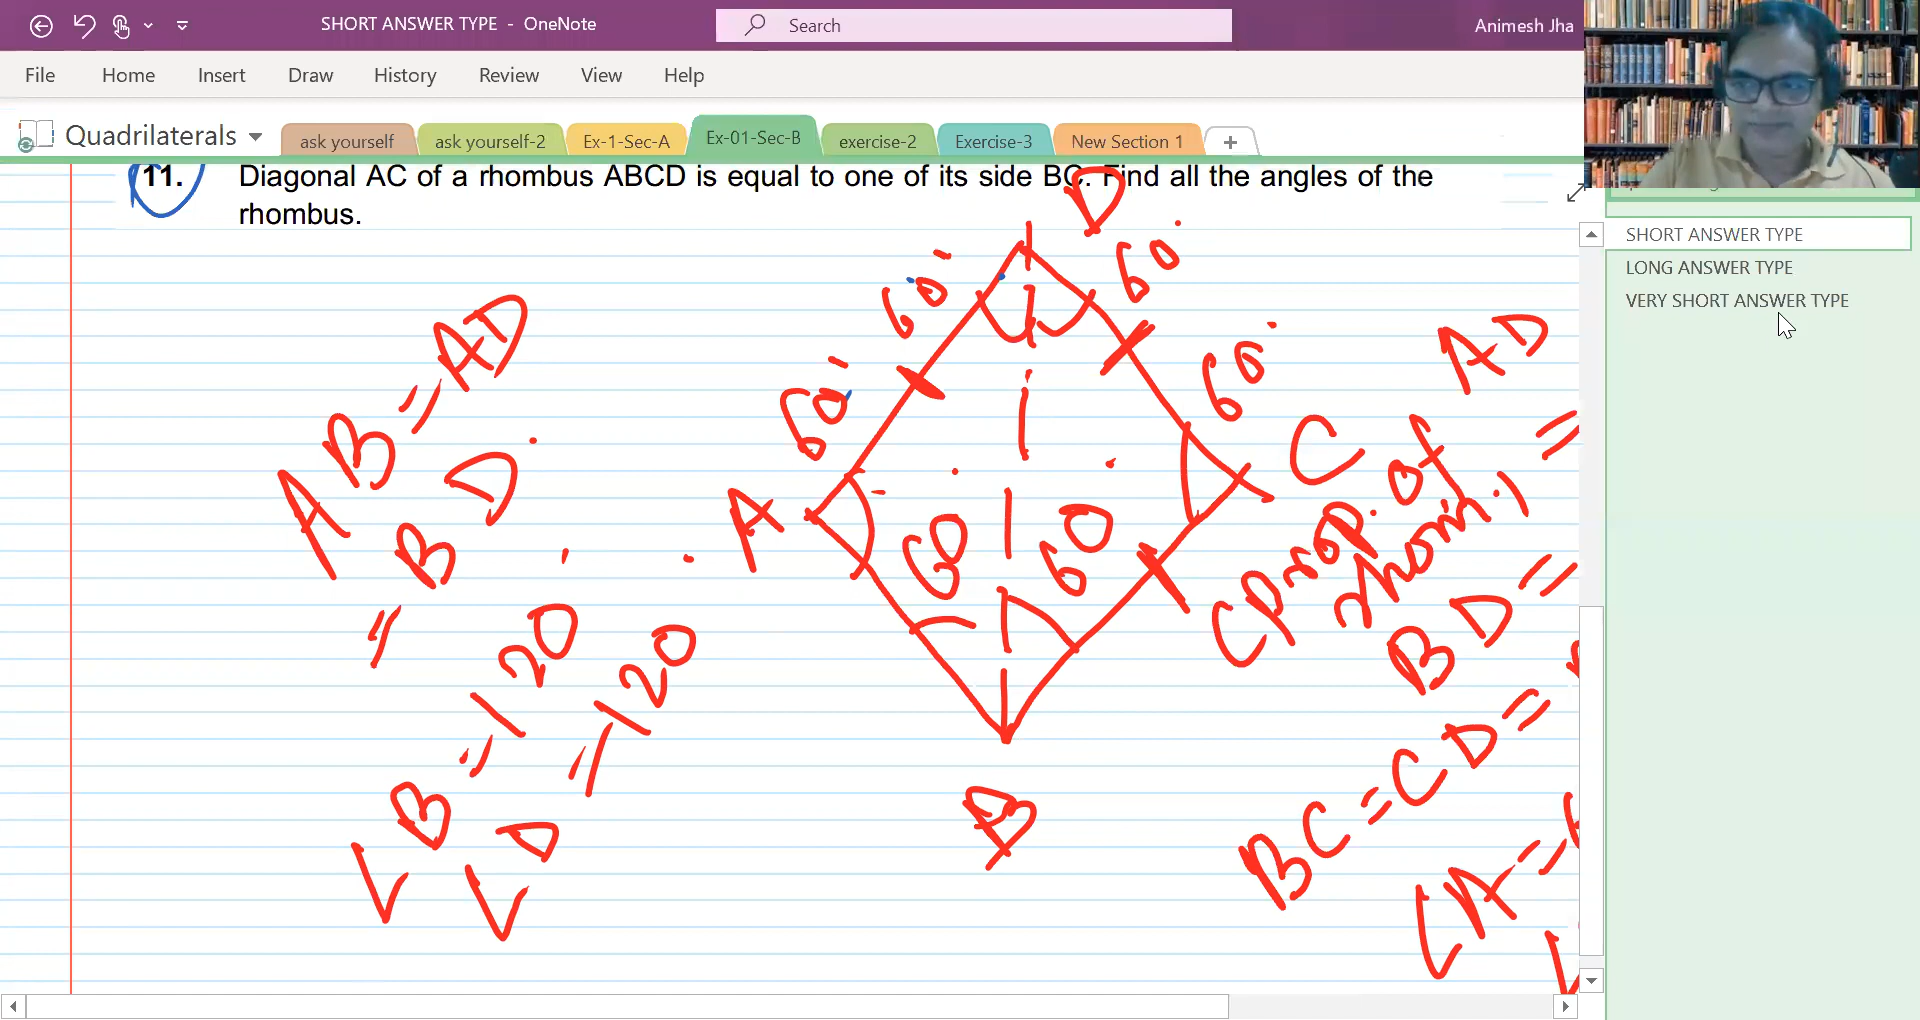 SHORT ANSWER TYPE - OneNote
Search
Animesh Jha
File Home Insert Draw History Review View Help
Quadrilaterals
ask yourself
ask yourself-2
Ex-1-Sec-A
Ex-01-Sec-B
exercise-2
Exercise-3
New Section 1
+
11. Diagonal AC of a rhombus ABCD is equal to one of its side BC. Find all the angles of the
rhombus.
SHORT ANSWER TYPE
LONG ANSWER TYPE
VERY SHORT ANSWER TYPE
AB=AD
=BD
∠B=120
∠D=120
D
60° 60°
60° 60°
A
C
60 60
B
AD
=
(prop. of
rhom.)
BD=
BC=CD=
∠A=